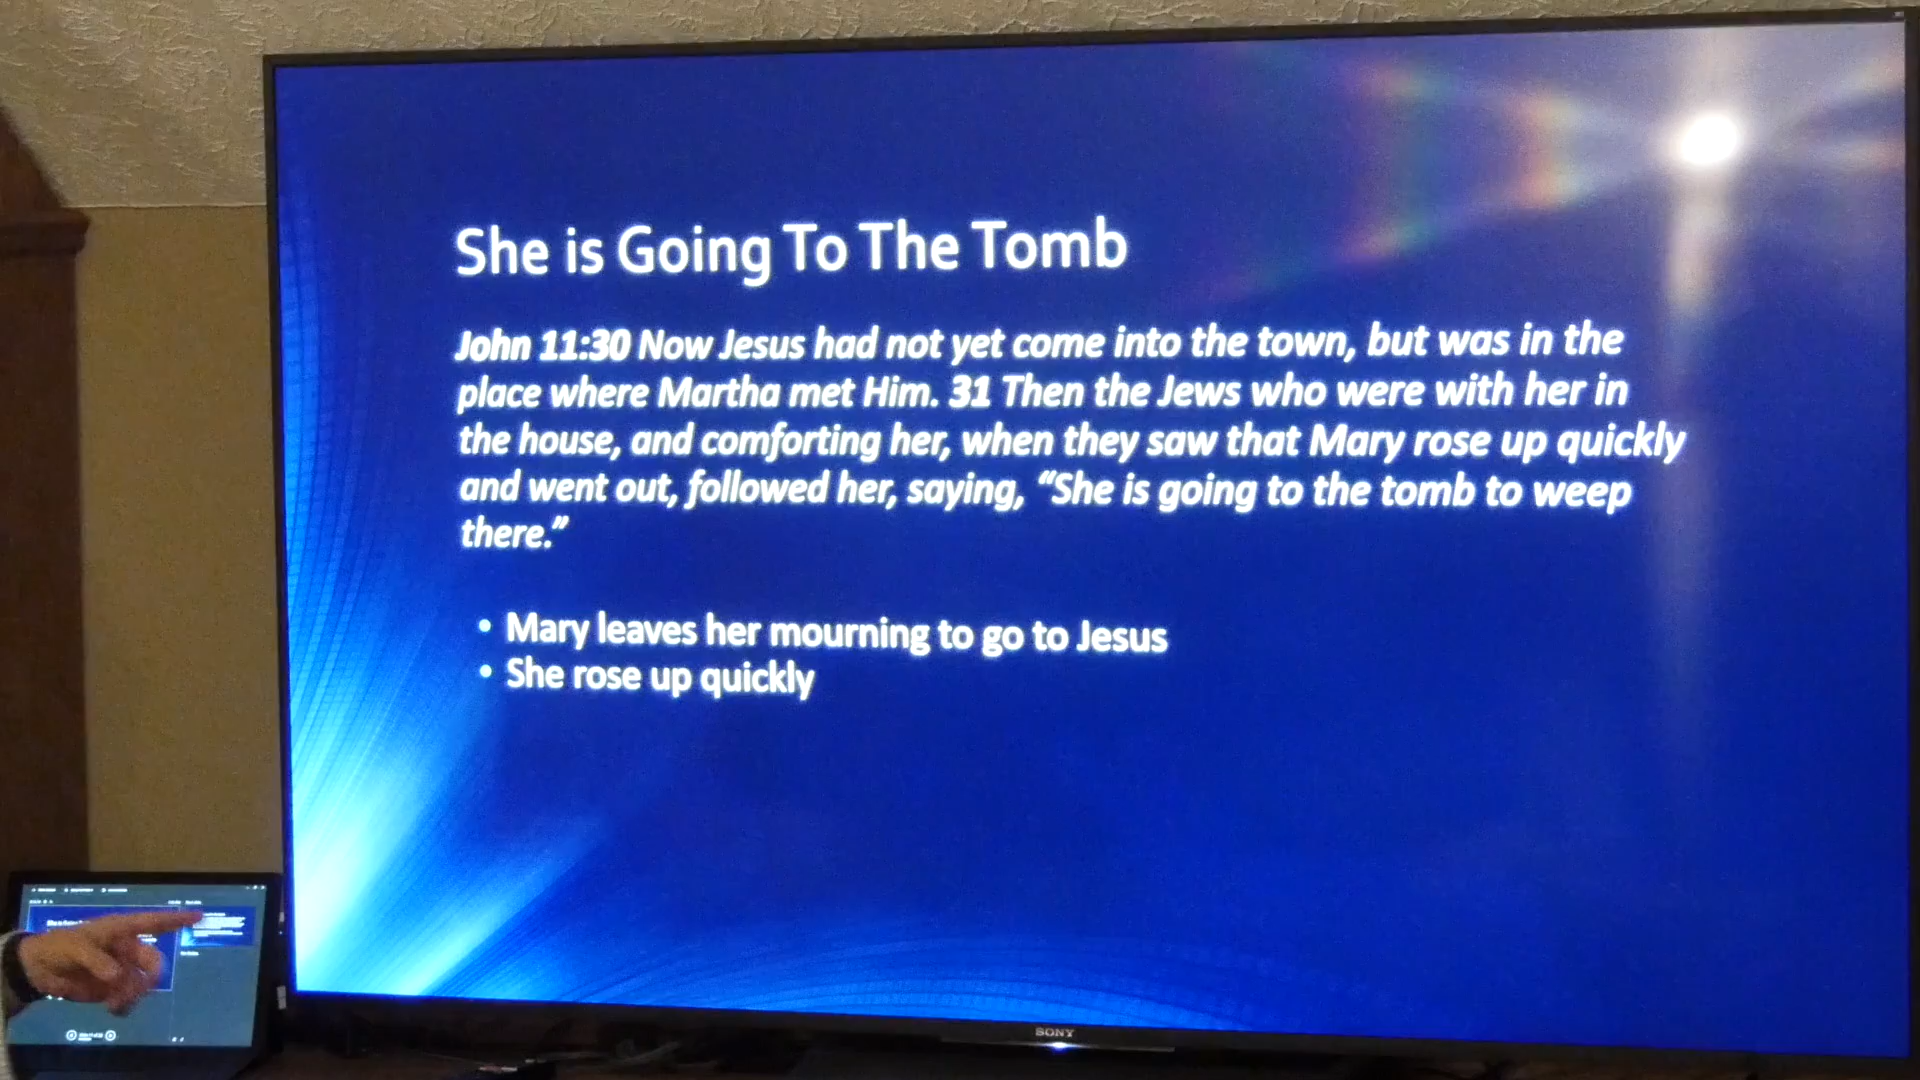 She is Going To The Tomb
John 11:30 Now Jesus had not yet come into the town, but was in the
place where Martha met Him. 31 Then the Jews who were with her in
the house, and comforting her, when they saw that Mary rose up quickly
and went out, followed her, saying, “She is going to the tomb to weep
there.”
• Mary leaves her mourning to go to Jesus
• She rose up quickly
SONY